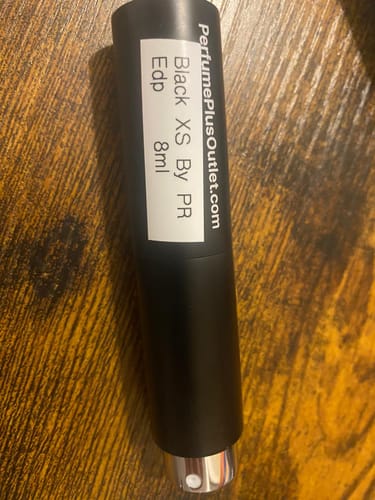 PerfumePlusOutlet.com
Black XS By PR
Edp 8ml